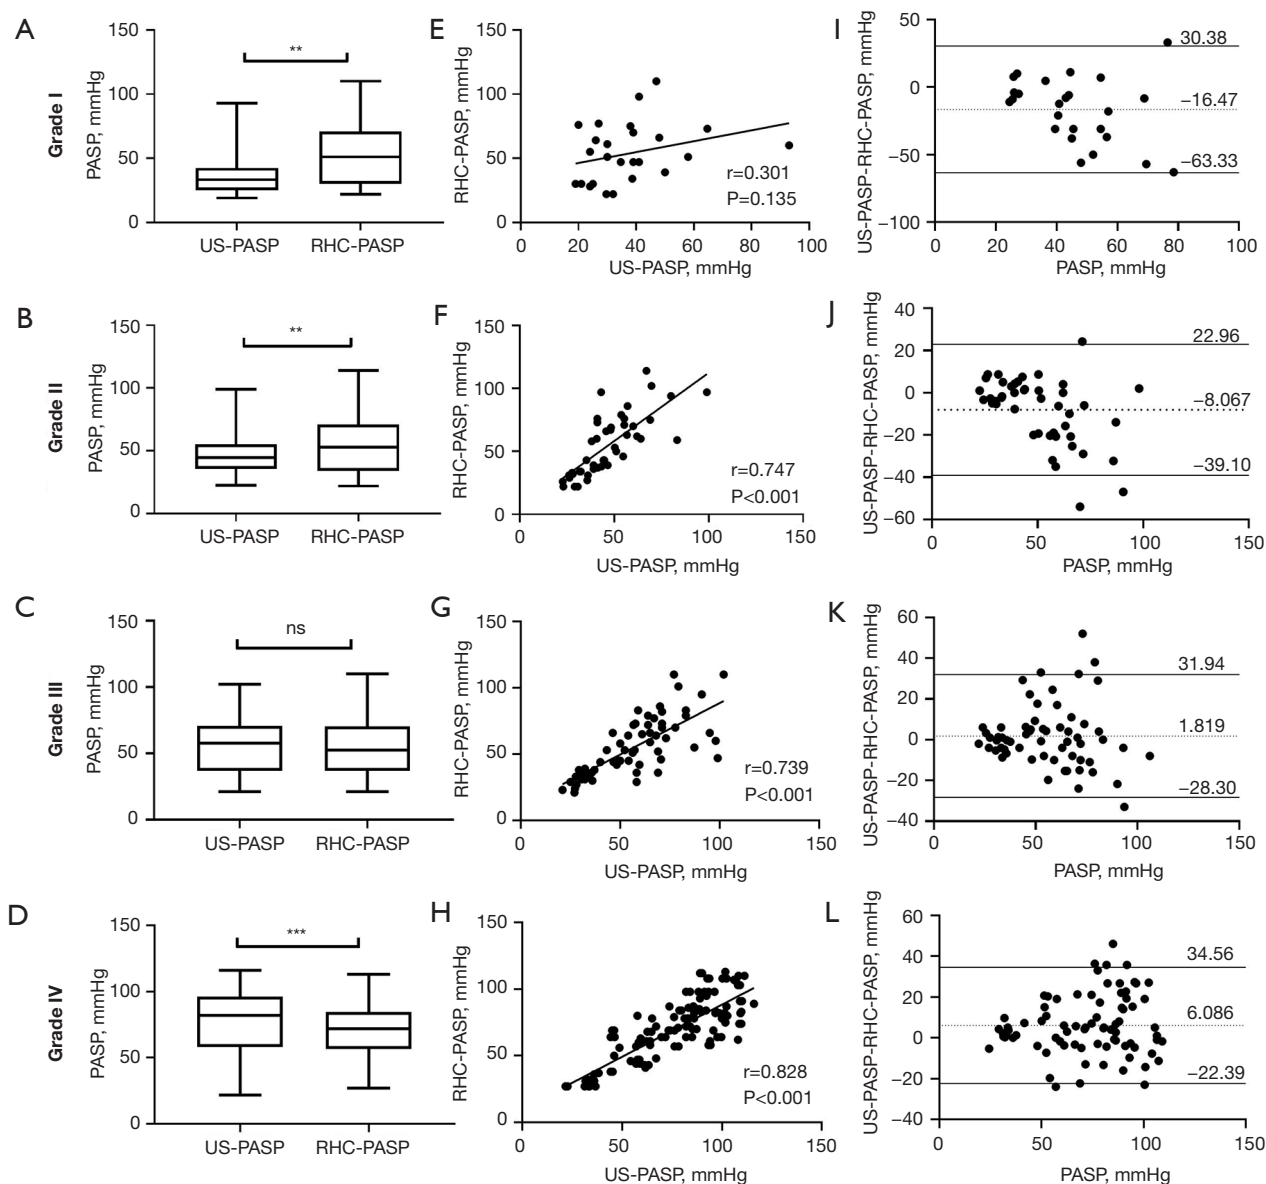 A
Grade I
PASP, mmHg
150
100
50
0
**
US-PASP
RHC-PASP
E
RHC-PASP, mmHg
150
100
50
0
r=0.301
P=0.135
0
20
40
60
80
100
US-PASP, mmHg
I
US-PASP-RHC-PASP, mmHg
50
0
−50
−100
30.38
−16.47
−63.33
0
20
40
60
80
100
PASP, mmHg
B
Grade II
PASP, mmHg
150
100
50
0
**
US-PASP
RHC-PASP
F
RHC-PASP, mmHg
150
100
50
0
r=0.747
P<0.001
0
50
100
150
US-PASP, mmHg
J
US-PASP-RHC-PASP, mmHg
40
20
0
−20
−40
−60
22.96
−8.067
−39.10
0
50
100
150
PASP, mmHg
C
Grade III
PASP, mmHg
150
100
50
0
ns
US-PASP
RHC-PASP
G
RHC-PASP, mmHg
150
100
50
0
r=0.739
P<0.001
0
50
100
150
US-PASP, mmHg
K
US-PASP-RHC-PASP, mmHg
60
40
20
0
−20
−40
31.94
1.819
−28.30
0
50
100
150
PASP, mmHg
D
Grade IV
PASP, mmHg
150
100
50
0
***
US-PASP
RHC-PASP
H
RHC-PASP, mmHg
150
100
50
0
r=0.828
P<0.001
0
50
100
150
US-PASP, mmHg
L
US-PASP-RHC-PASP, mmHg
60
40
20
0
−20
−40
34.56
6.086
−22.39
0
50
100
150
PASP, mmHg